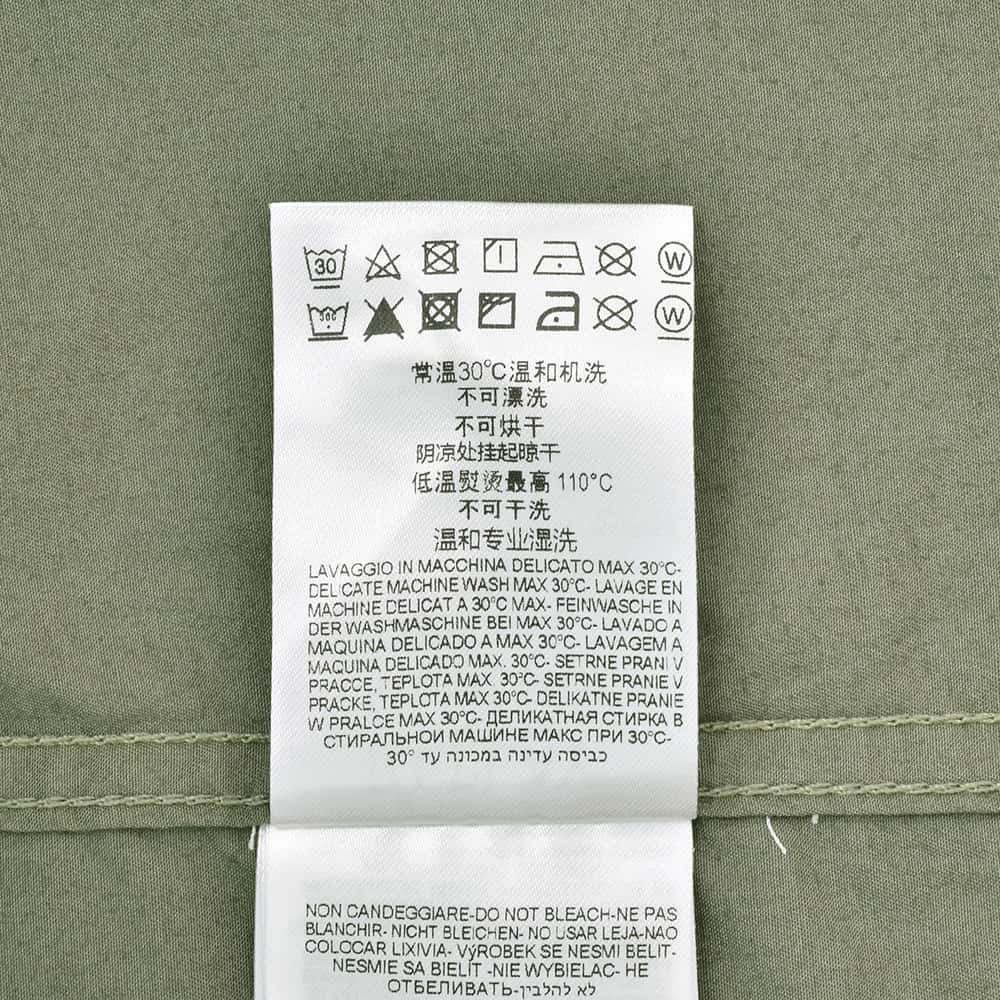 30 W
W
常温30°C温和机洗
不可漂洗
不可烘干
阴凉处挂起晾干
低温熨烫最高 110°C
不可干洗
温和专业湿洗
LAVAGGIO IN MACCHINA DELICATO MAX 30°C-
DELICATE MACHINE WASH MAX 30°C- LAVAGE EN
MACHINE DELICAT A 30°C MAX- FEINWASCHE IN
DER WASHMASCHINE BEI MAX 30°C- LAVADO A
MAQUINA DELICADO A MAX 30°C- LAVAGEM A
MAQUINA DELICADO MAX. 30°C- SETRNE PRANI V
PRACCE, TEPLOTA MAX. 30°C- SETRNE PRANIE V
PRACKE, TEPLOTA MAX 30°C- DELIKATNE PRANIE
W PRALCE MAX 30°C- ДЕЛИКАТНАЯ СТИРКА В
СТИРАЛЬНОЙ МАШИНЕ МАКС ПРИ 30°C-
כביסה עדינה במכונה עד 30°
NON CANDEGGIARE-DO NOT BLEACH-NE PAS
BLANCHIR- NICHT BLEICHEN- NO USAR LEJA-NAO
COLOCAR LIXIVIA- VÝROBEK SE NESMI BELIT-
NESMIE SA BIELIT -NIE WYBIELAC- НЕ
ОТБЕЛИВАТЬ-לא להלבין